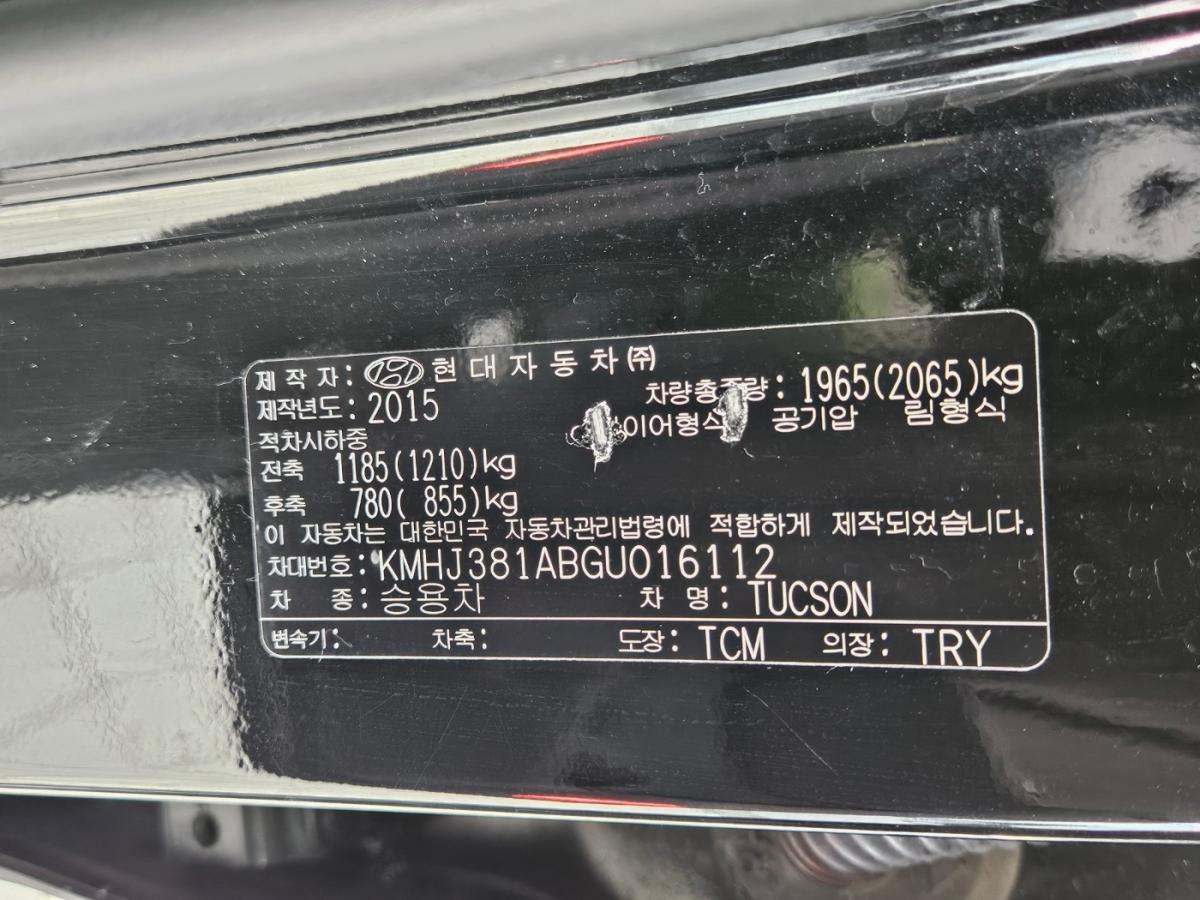 제작자: 현대자동차㈜
제작년도: 2015
차량총중량: 1965(2065)kg
이어형식 공기압 림형식
적차시하중
전축 1185(1210)kg
후축 780( 855)kg
이 자동차는 대한민국 자동차관리법령에 적합하게 제작되었습니다.
차대번호: KMHJ381ABGU016112
차 종: 승용차 차 명: TUCSON
변속기: 차축: 도장: TCM 의장: TRY